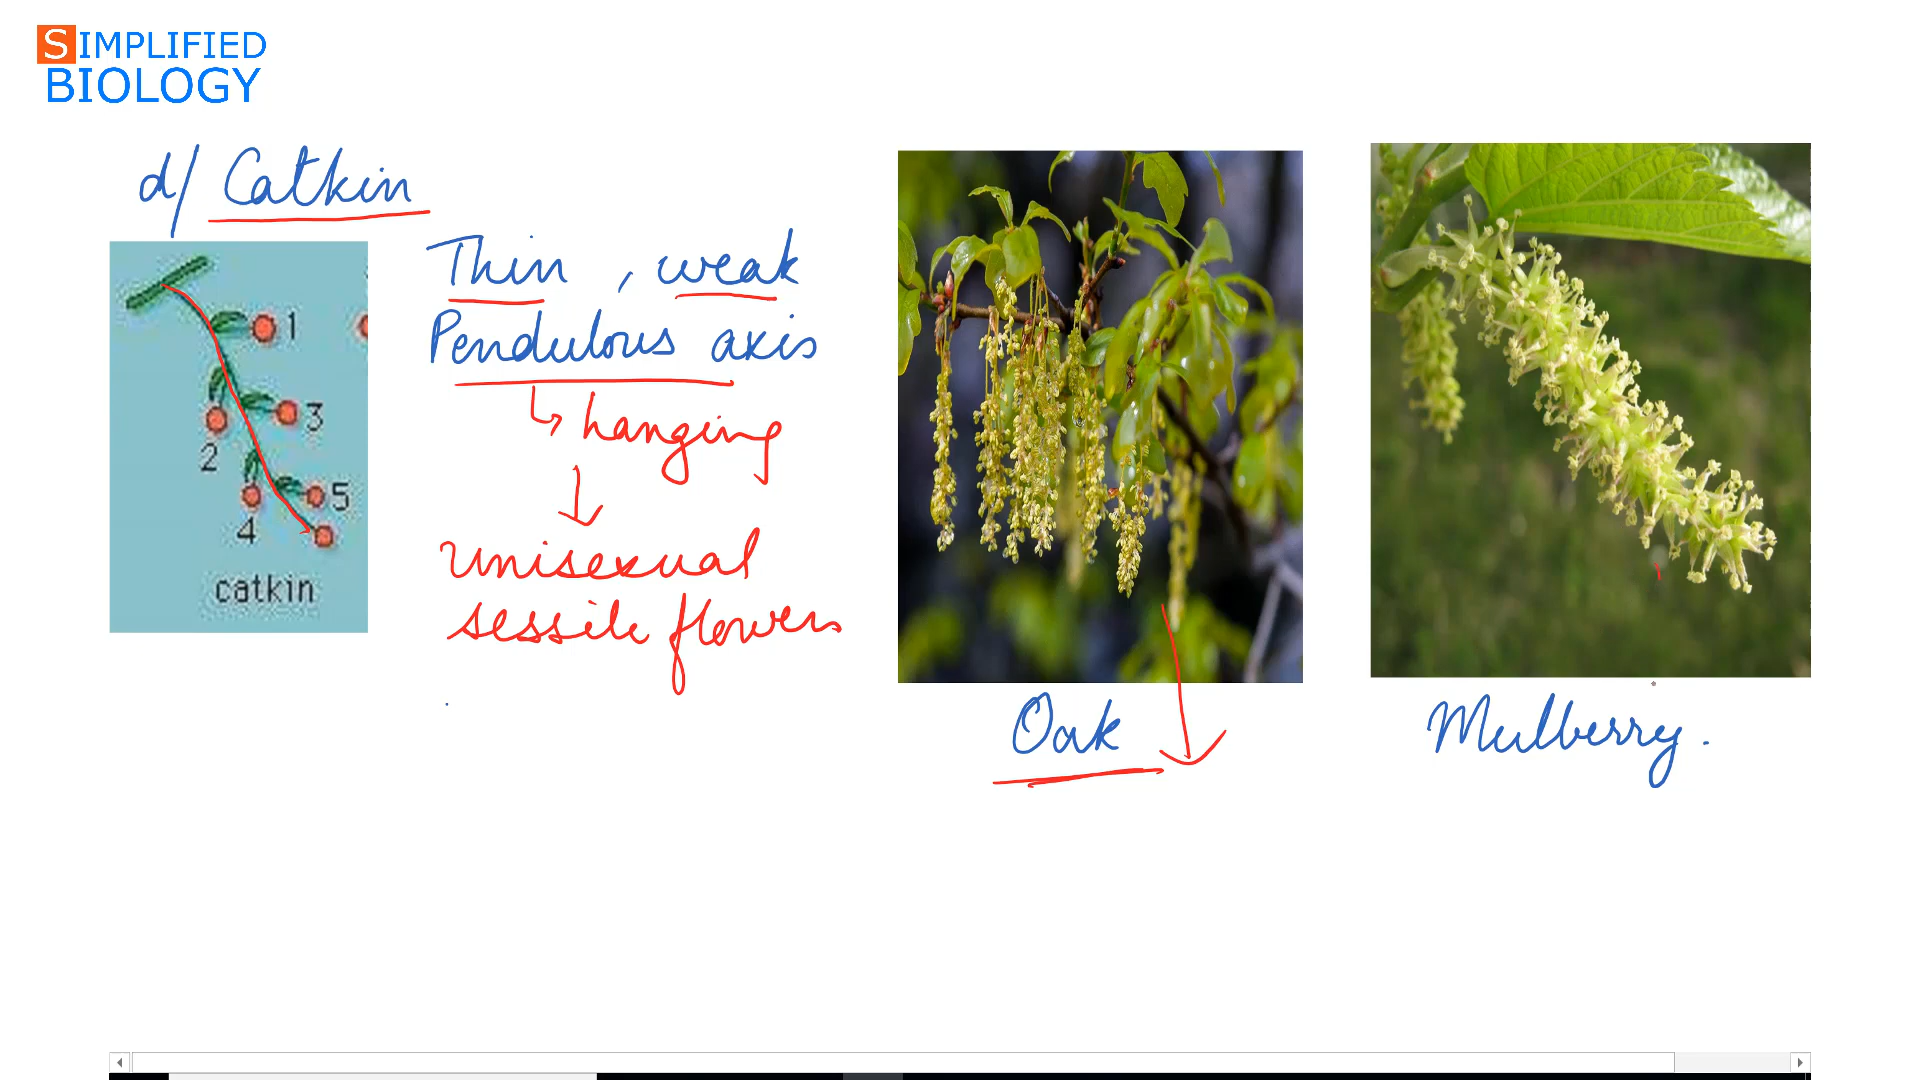 SIMPLIFIED
BIOLOGY
d/ Catkin
Thin, weak
Pendulous axis
hanging
unisexual
sessile flowers
1
3
2
5
4
catkin
Oak
Mulberry.